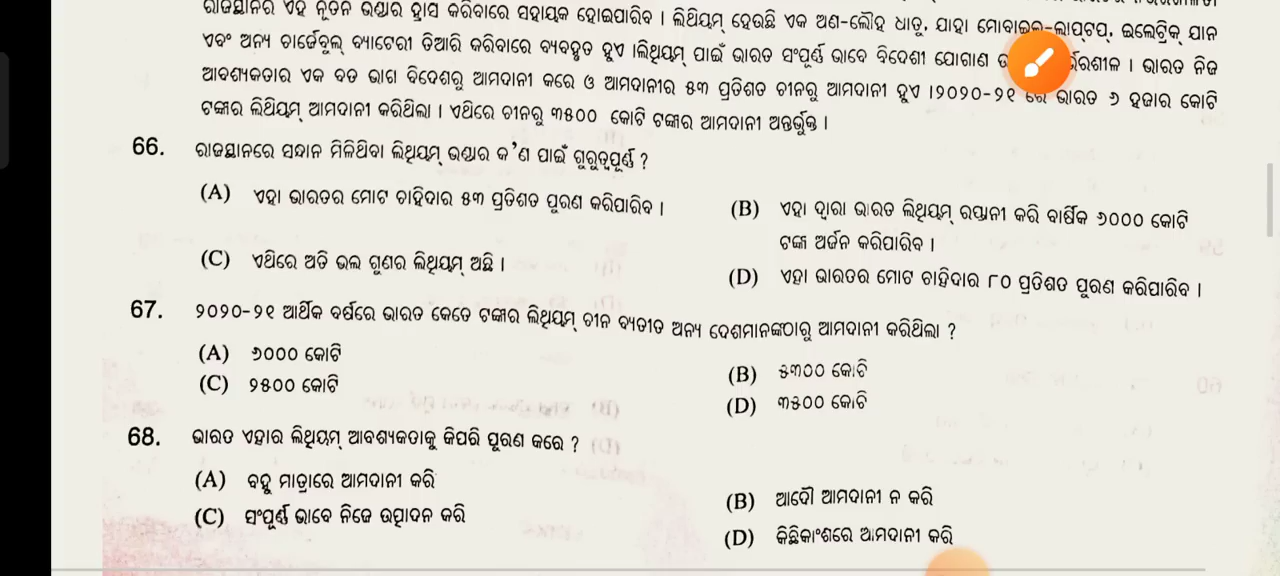 ରାଜସ୍ଥାନର ଏହି ନୂତନ ଭଣ୍ଡାର ହ୍ରାସ କରିବାରେ ସହାୟକ ହୋଇପାରିବ । ଲିଥିୟମ୍ ହେଉଛି ଏକ ଅଣ-ଲୌହ ଧାତୁ, ଯାହା ମୋବାଇଲ-ଲାପ୍‌ଟପ୍, ଇଲେଟ୍ରିକ୍ ଯାନ
ଏବଂ ଅନ୍ୟ ଚାର୍ଜେବୁଲ୍ ବ୍ୟାଟେରୀ ତିଆରି କରିବାରେ ବ୍ୟବହୃତ ହୁଏ ।ଲିଥିୟମ୍ ପାଇଁ ଭାରତ ସଂପୂର୍ଣ୍ଣ ଭାବେ ବିଦେଶୀ ଯୋଗାଣ । ଭାରତ ନିଜ
ଆବଶ୍ୟକତାର ଏକ ବଡ ଭାଗ ବିଦେଶରୁ ଆମଦାନୀ କରେ ଓ ଆମଦାନୀର ୫୩ ପ୍ରତିଶତ ଚୀନରୁ ଆମଦାନୀ ହୁଏ ।୨୦୨୦-୨୧ ରେ ଭାରତ ୬ ହଜାର କୋଟି
ଟଙ୍କାର ଲିଥିୟମ୍ ଆମଦାନୀ କରିଥିଲା । ଏଥିରେ ଚୀନରୁ ୩୫୦୦ କୋଟି ଟଙ୍କାର ଆମଦାନୀ ଅନ୍ତର୍ଭୁକ୍ତ ।
66. ରାଜସ୍ଥାନରେ ସନ୍ଧାନ ମିଳିଥିବା ଲିଥିୟମ୍ ଭଣ୍ଡାର କ'ଣ ପାଇଁ ଗୁରୁତ୍ୱପୂର୍ଣ୍ଣ ?
(A) ଏହା ଭାରତର ମୋଟ ଚାହିଦାର ୫୩ ପ୍ରତିଶତ ପୂରଣ କରିପାରିବ ।
(B) ଏହା ଦ୍ୱାରା ଭାରତ ଲିଥିୟମ୍ ରପ୍ତାନୀ କରି ବାର୍ଷିକ ୬୦୦୦ କୋଟି
ଟଙ୍କା ଅର୍ଜନ କରିପାରିବ ।
(C) ଏଥିରେ ଅତି ଭଲ ଗୁଣର ଲିଥିୟମ୍ ଅଛି ।
(D) ଏହା ଭାରତର ମୋଟ ଚାହିଦାର ୮୦ ପ୍ରତିଶତ ପୂରଣ କରିପାରିବ ।
67. ୨୦୨୦-୨୧ ଆର୍ଥିକ ବର୍ଷରେ ଭାରତ କେତେ ଟଙ୍କାର ଲିଥିୟମ୍ ଚୀନ ବ୍ୟତୀତ ଅନ୍ୟ ଦେଶମାନଙ୍କଠାରୁ ଆମଦାନୀ କରିଥିଲା ?
(A) ୬୦୦୦ କୋଟି
(B) ୫୩୦୦ କୋଟି
(C) ୨୫୦୦ କୋଟି
(D) ୩୫୦୦ କୋଟି
68. ଭାରତ ଏହାର ଲିଥିୟମ୍ ଆବଶ୍ୟକତାକୁ କିପରି ପୂରଣ କରେ ?
(A) ବହୁ ମାତ୍ରାରେ ଆମଦାନୀ କରି
(B) ଆଦୌ ଆମଦାନୀ ନ କରି
(C) ସଂପୂର୍ଣ୍ଣ ଭାବେ ନିଜେ ଉତ୍ପାଦନ କରି
(D) କିଛିକାଂଶରେ ଆମଦାନୀ କରି